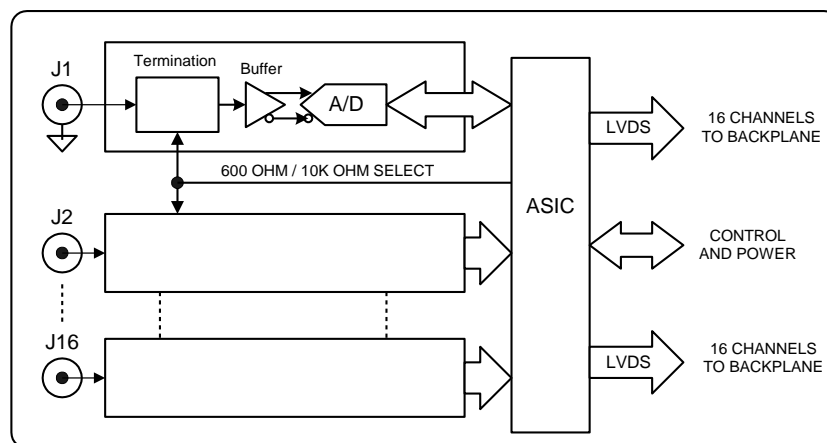 J1
Termination
Buffer
A/D
LVDS
16 CHANNELS
TO BACKPLANE
600 OHM / 10K OHM SELECT
ASIC
J2
CONTROL
AND POWER
J16
LVDS
16 CHANNELS
TO BACKPLANE